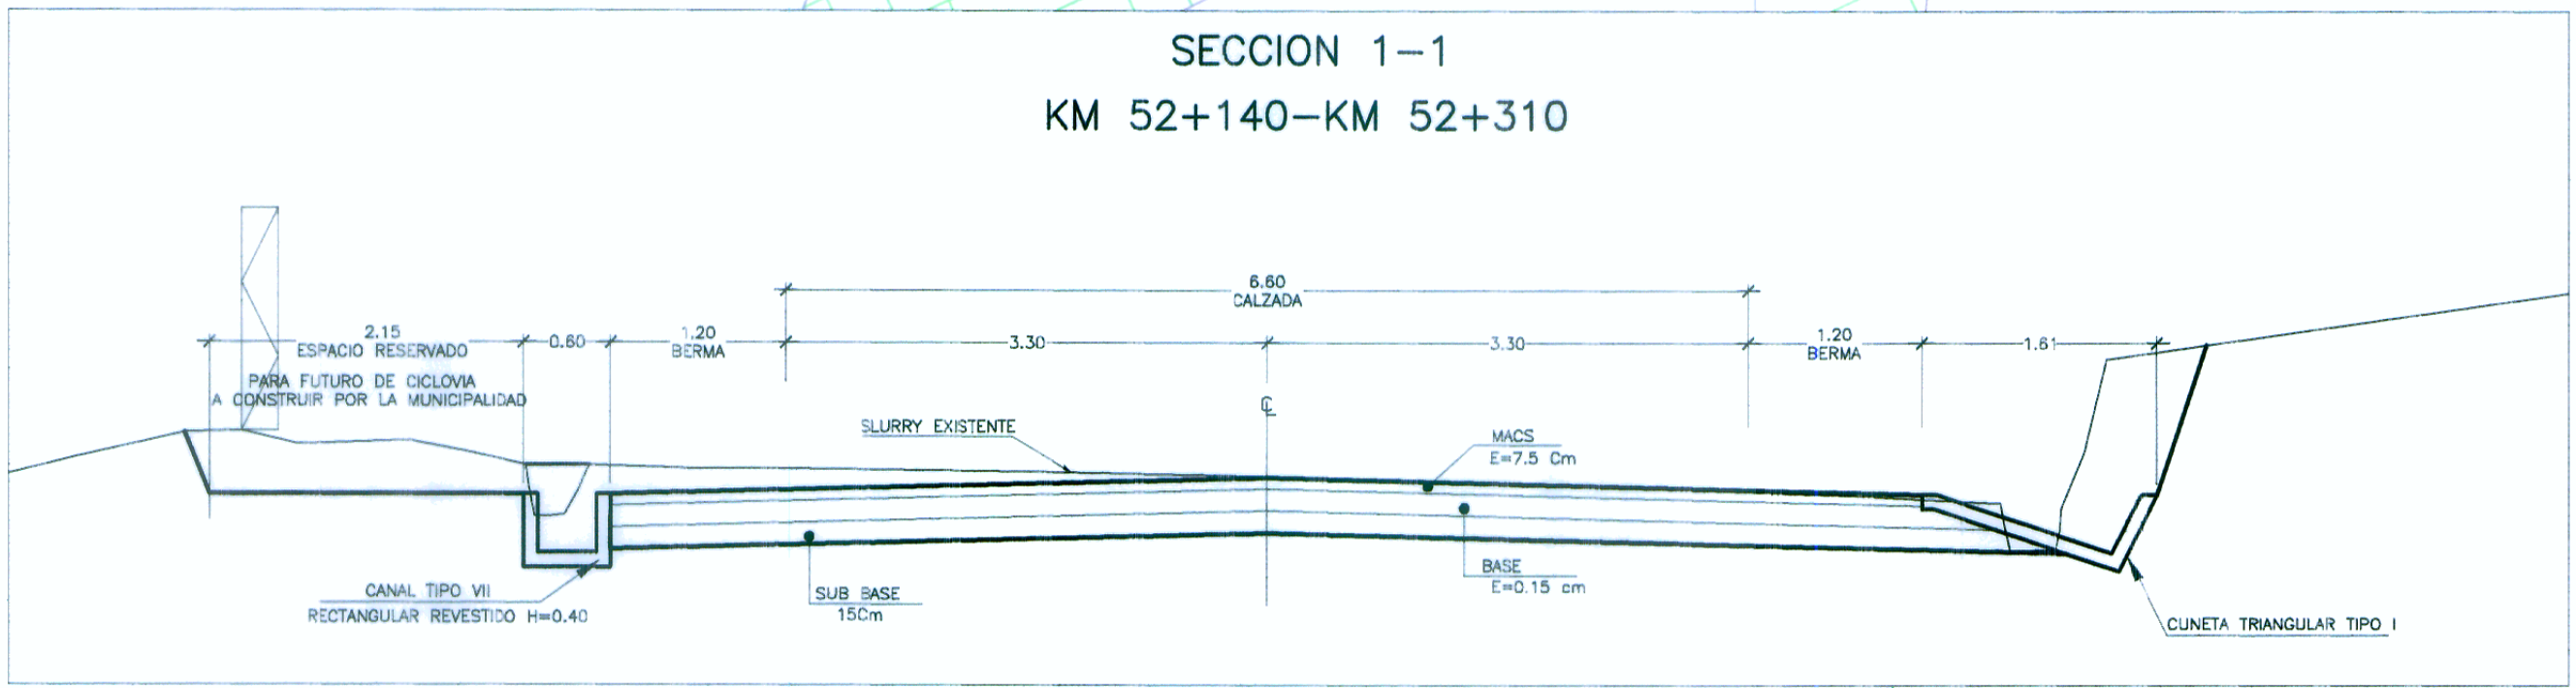 SECCION 1-1
KM 52+140-KM 52+310
6.60
CALZADA
2.15
ESPACIO RESERVADO
PARA FUTURO DE CICLOVIA
A CONSTRUIR POR LA MUNICIPALIDAD
0.60
1.20
BERMA
3.30
3.30
1.20
BERMA
1.61
CL
SLURRY EXISTENTE
MACS
E=7.5 Cm
CANAL TIPO VII
RECTANGULAR REVESTIDO H=0.40
SUB BASE
15Cm
BASE
E=0.15 cm
CUNETA TRIANGULAR TIPO I